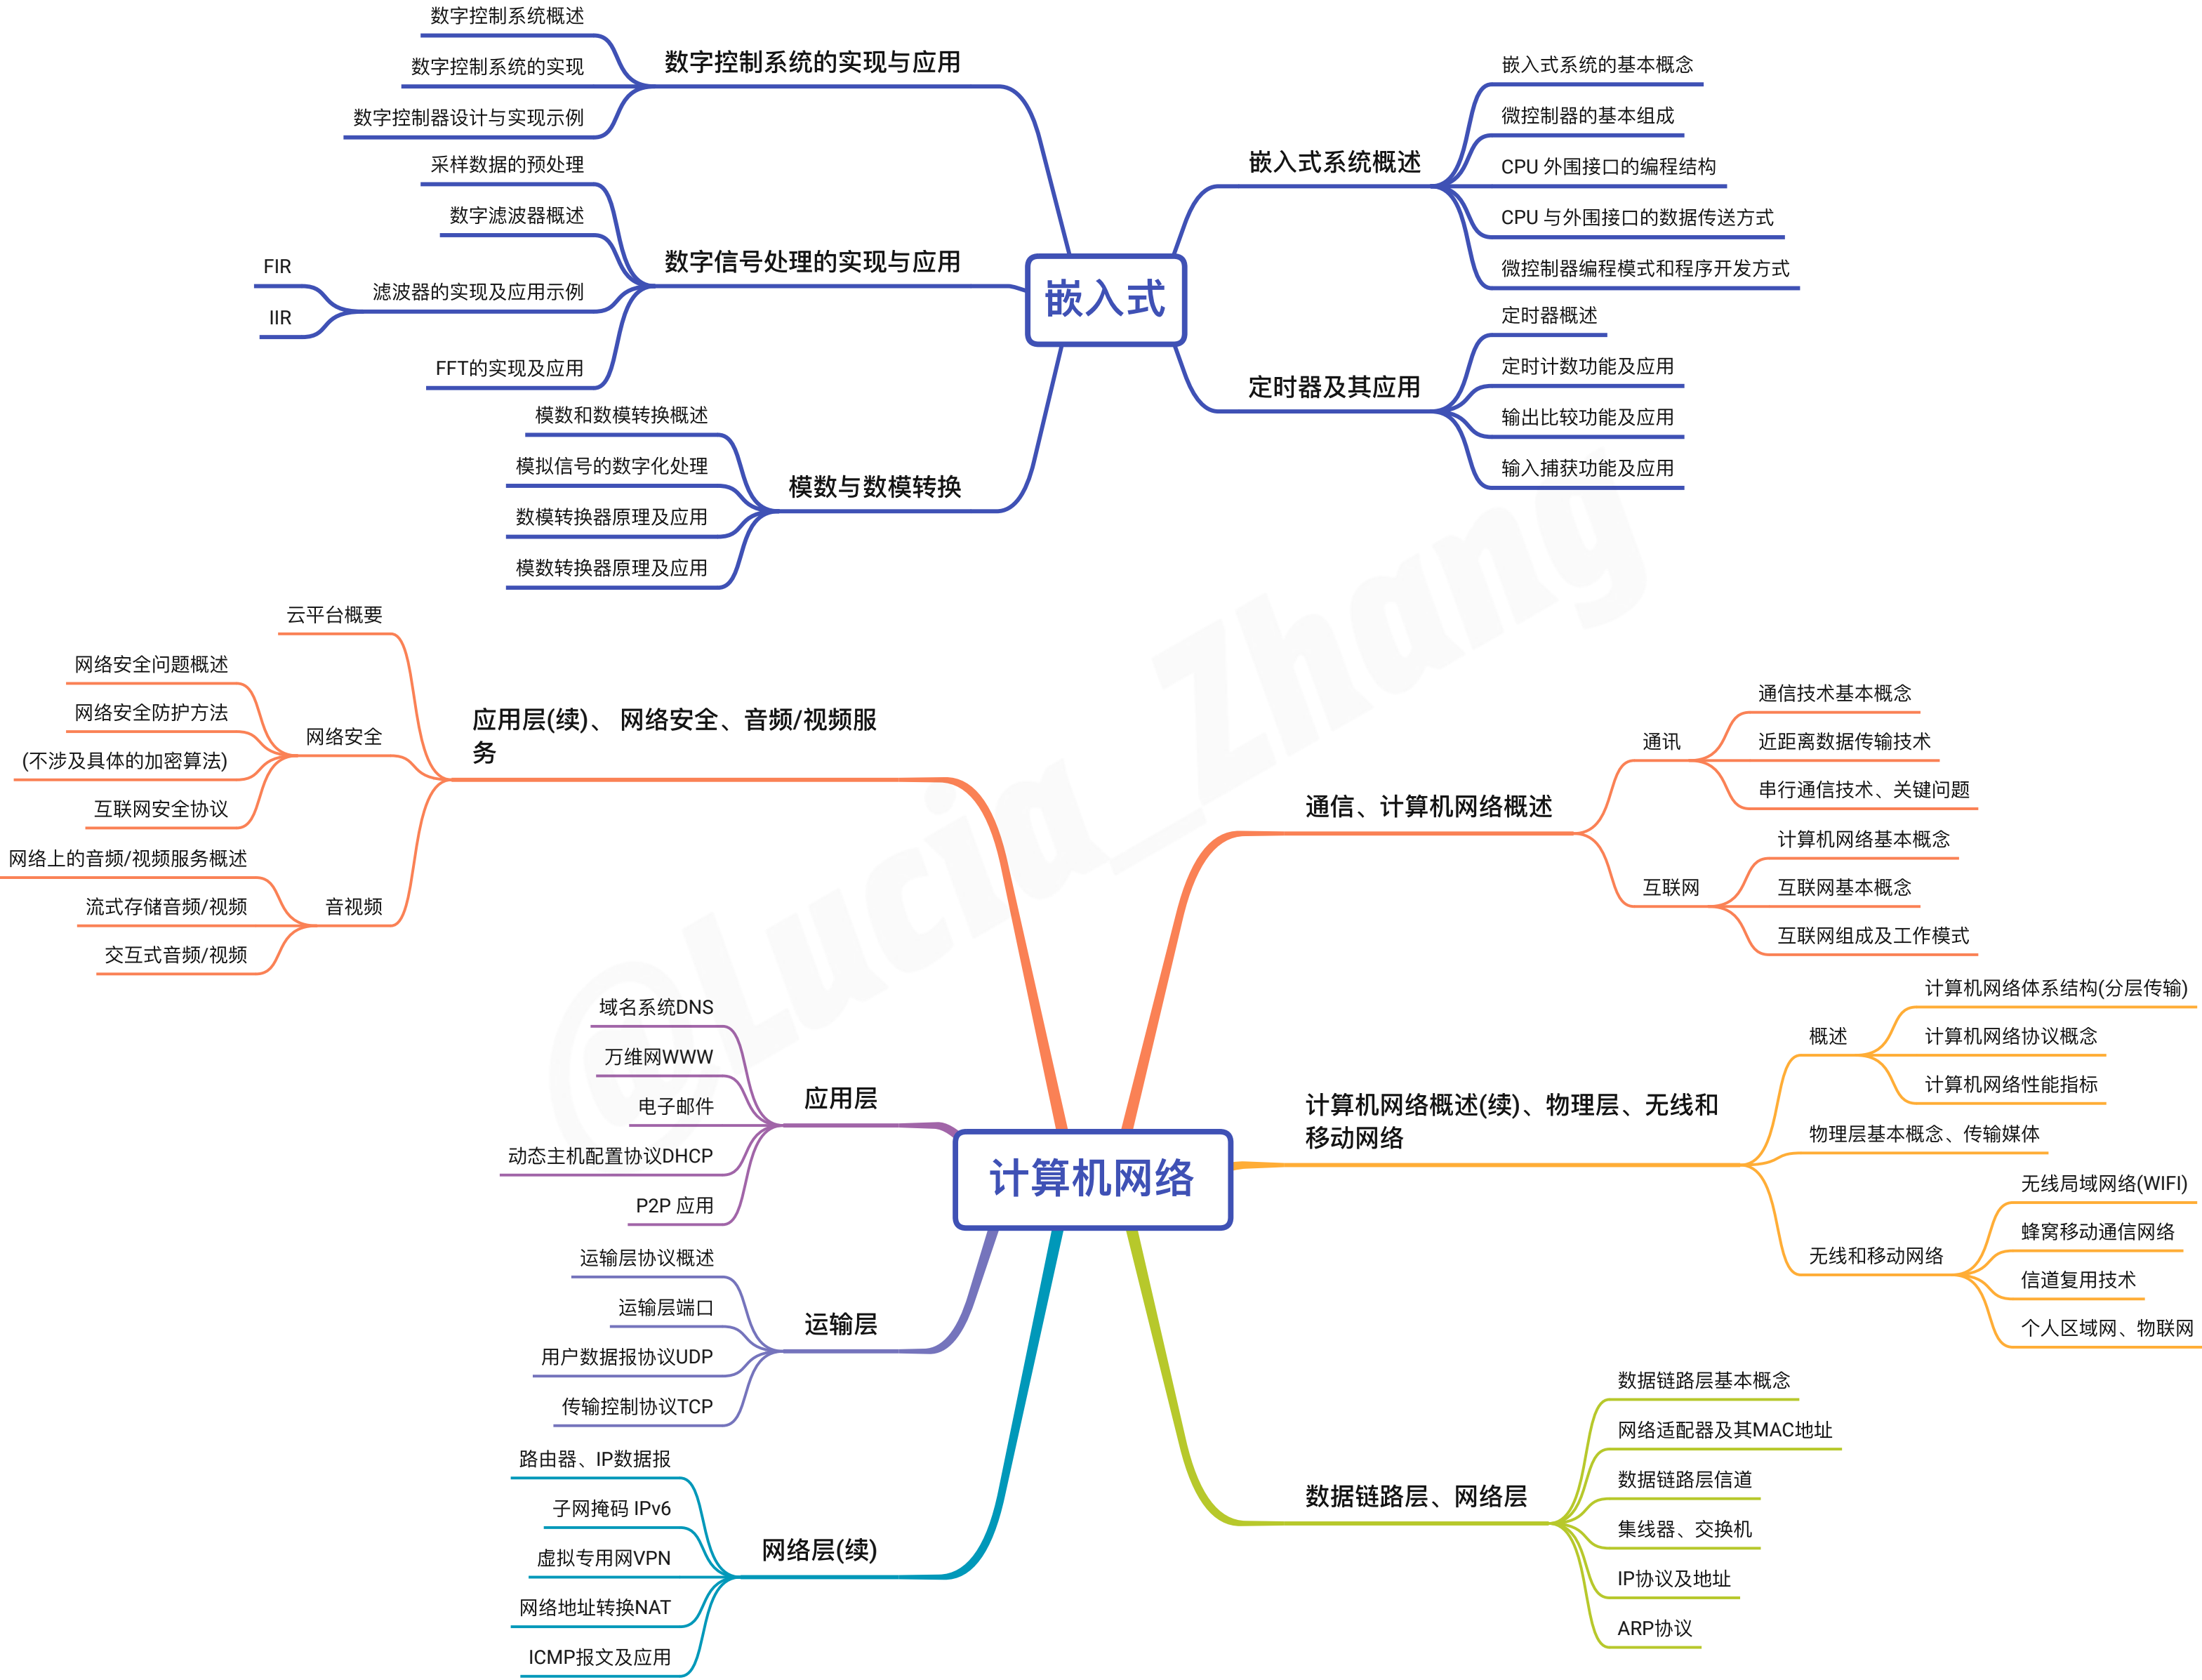 嵌入式
数字控制系统的实现与应用
数字控制系统概述
数字控制系统的实现
数字控制器设计与实现示例
数字信号处理的实现与应用
采样数据的预处理
数字滤波器概述
滤波器的实现及应用示例
FIR
IIR
FFT的实现及应用
模数与数模转换
模数和数模转换概述
模拟信号的数字化处理
数模转换器原理及应用
模数转换器原理及应用
嵌入式系统概述
嵌入式系统的基本概念
微控制器的基本组成
CPU 外围接口的编程结构
CPU 与外围接口的数据传送方式
微控制器编程模式和程序开发方式
定时器及其应用
定时器概述
定时计数功能及应用
输出比较功能及应用
输入捕获功能及应用
计算机网络
应用层(续)、 网络安全、音频/视频服
务
云平台概要
网络安全
网络安全问题概述
网络安全防护方法
(不涉及具体的加密算法)
互联网安全协议
音视频
网络上的音频/视频服务概述
流式存储音频/视频
交互式音频/视频
应用层
域名系统DNS
万维网WWW
电子邮件
动态主机配置协议DHCP
P2P 应用
运输层
运输层协议概述
运输层端口
用户数据报协议UDP
传输控制协议TCP
网络层(续)
路由器、IP数据报
子网掩码 IPv6
虚拟专用网VPN
网络地址转换NAT
ICMP报文及应用
通信、计算机网络概述
通讯
通信技术基本概念
近距离数据传输技术
串行通信技术、关键问题
互联网
计算机网络基本概念
互联网基本概念
互联网组成及工作模式
计算机网络概述(续)、物理层、无线和
移动网络
概述
计算机网络体系结构(分层传输)
计算机网络协议概念
计算机网络性能指标
物理层基本概念、传输媒体
无线和移动网络
无线局域网络(WIFI)
蜂窝移动通信网络
信道复用技术
个人区域网、物联网
数据链路层、网络层
数据链路层基本概念
网络适配器及其MAC地址
数据链路层信道
集线器、交换机
IP协议及地址
ARP协议
@Lucia_Zhang